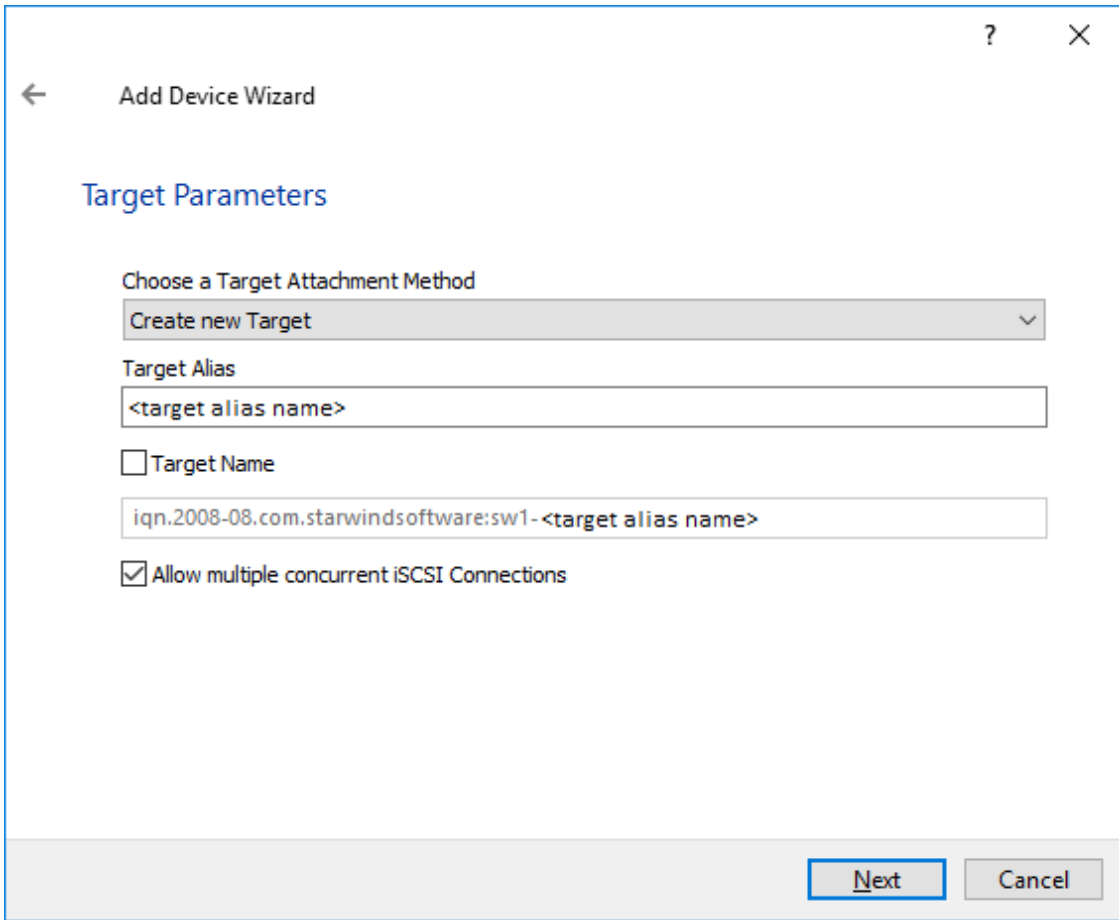 ?
Add Device Wizard
Target Parameters
Choose a Target Attachment Method
Create new Target
Target Alias
<target alias name>
Target Name
iqn.2008-08.com.starwindsoftware:sw1-<target alias name>
Allow multiple concurrent iSCSI Connections
Next Cancel